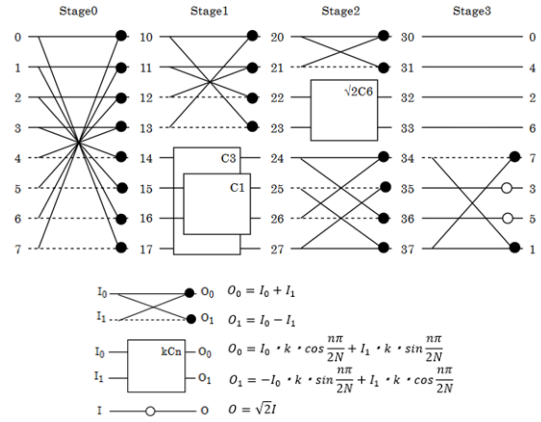 Stage0 Stage1 Stage2 Stage3
0 10 20 30 0
1 11 21 31 4
2 12 22 √2C6 32 2
3 13 23 33 6
4 14 C3 24 34 7
5 15 C1 25 35 3
6 16 26 36 5
7 17 27 37 1
I₀ O₀ O₀ = I₀ + I₁
I₁ O₁ O₁ = I₀ − I₁
I₀ kCn O₀ O₀ = I₀・k・cos nπ/2N + I₁・k・sin nπ/2N
I₁ O₁ O₁ = −I₀・k・sin nπ/2N + I₁・k・cos nπ/2N
I O O = √2I